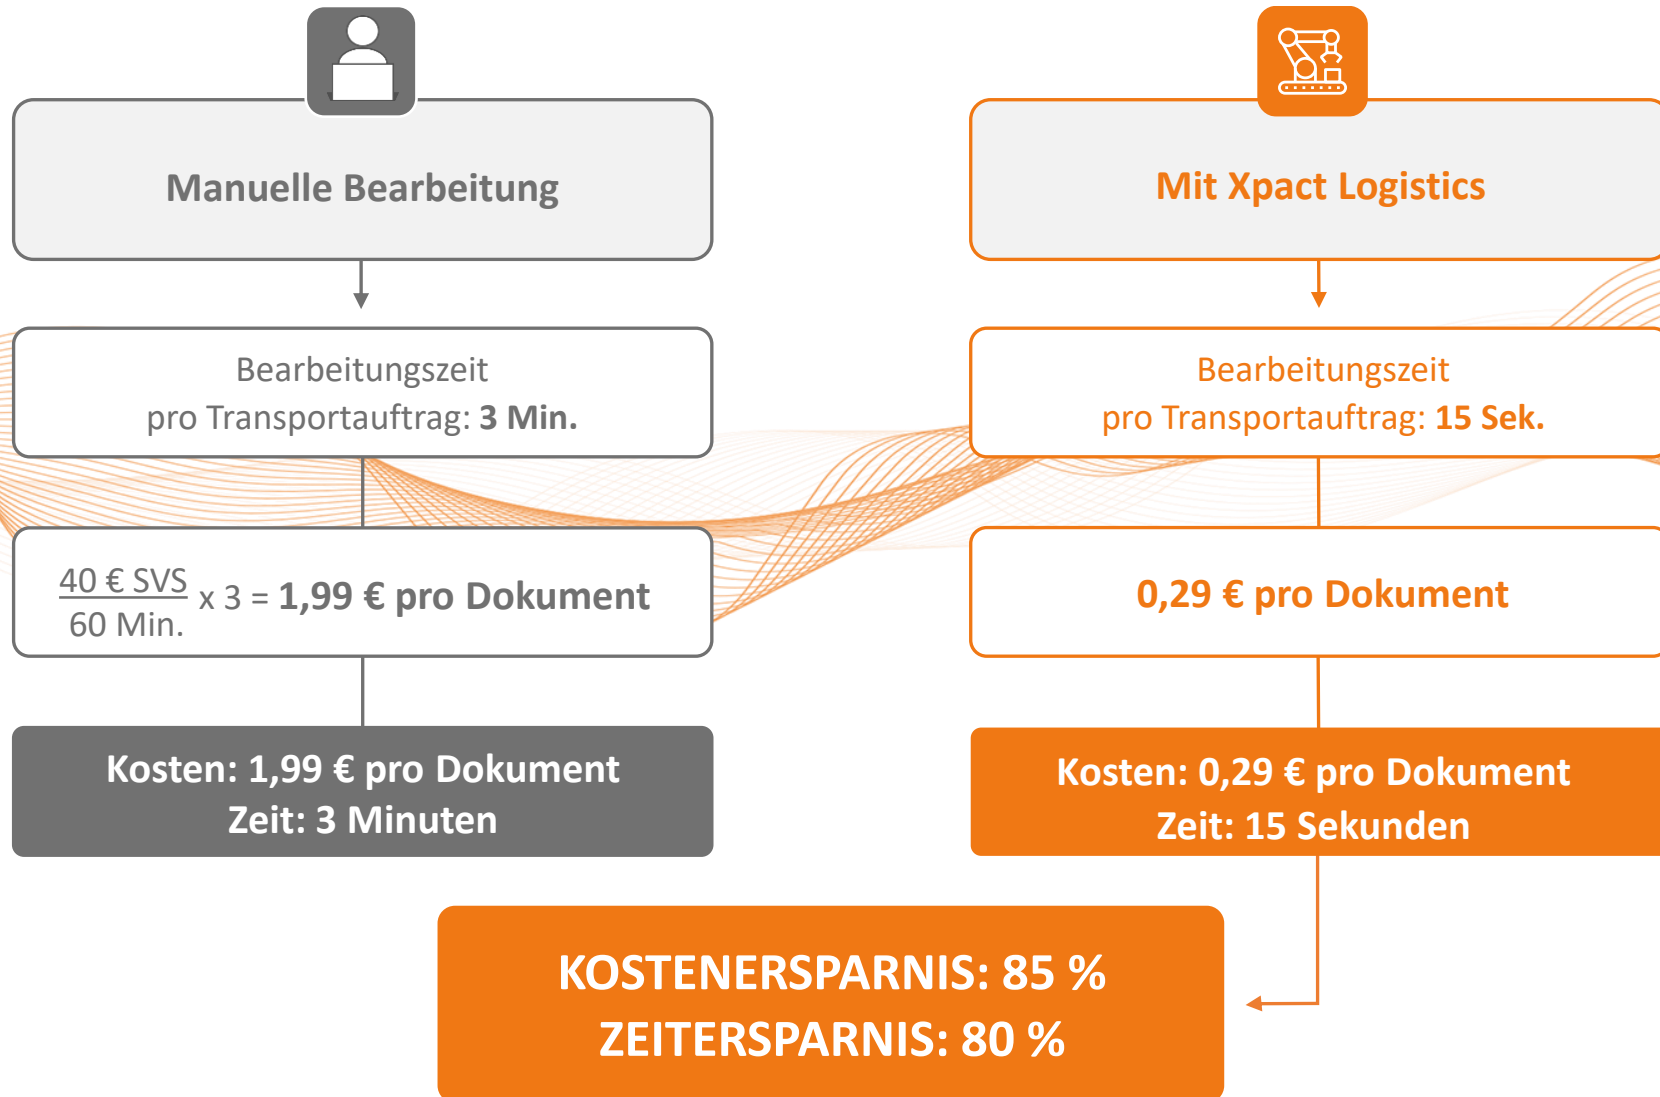 Manuelle Bearbeitung
Bearbeitungszeit
pro Transportauftrag: 3 Min.
40 € SVS
60 Min.
x 3 = 1,99 € pro Dokument
Kosten: 1,99 € pro Dokument
Zeit: 3 Minuten
Mit Xpact Logistics
Bearbeitungszeit
pro Transportauftrag: 15 Sek.
0,29 € pro Dokument
Kosten: 0,29 € pro Dokument
Zeit: 15 Sekunden
KOSTENERSPARNIS: 85 %
ZEITERSPARNIS: 80 %